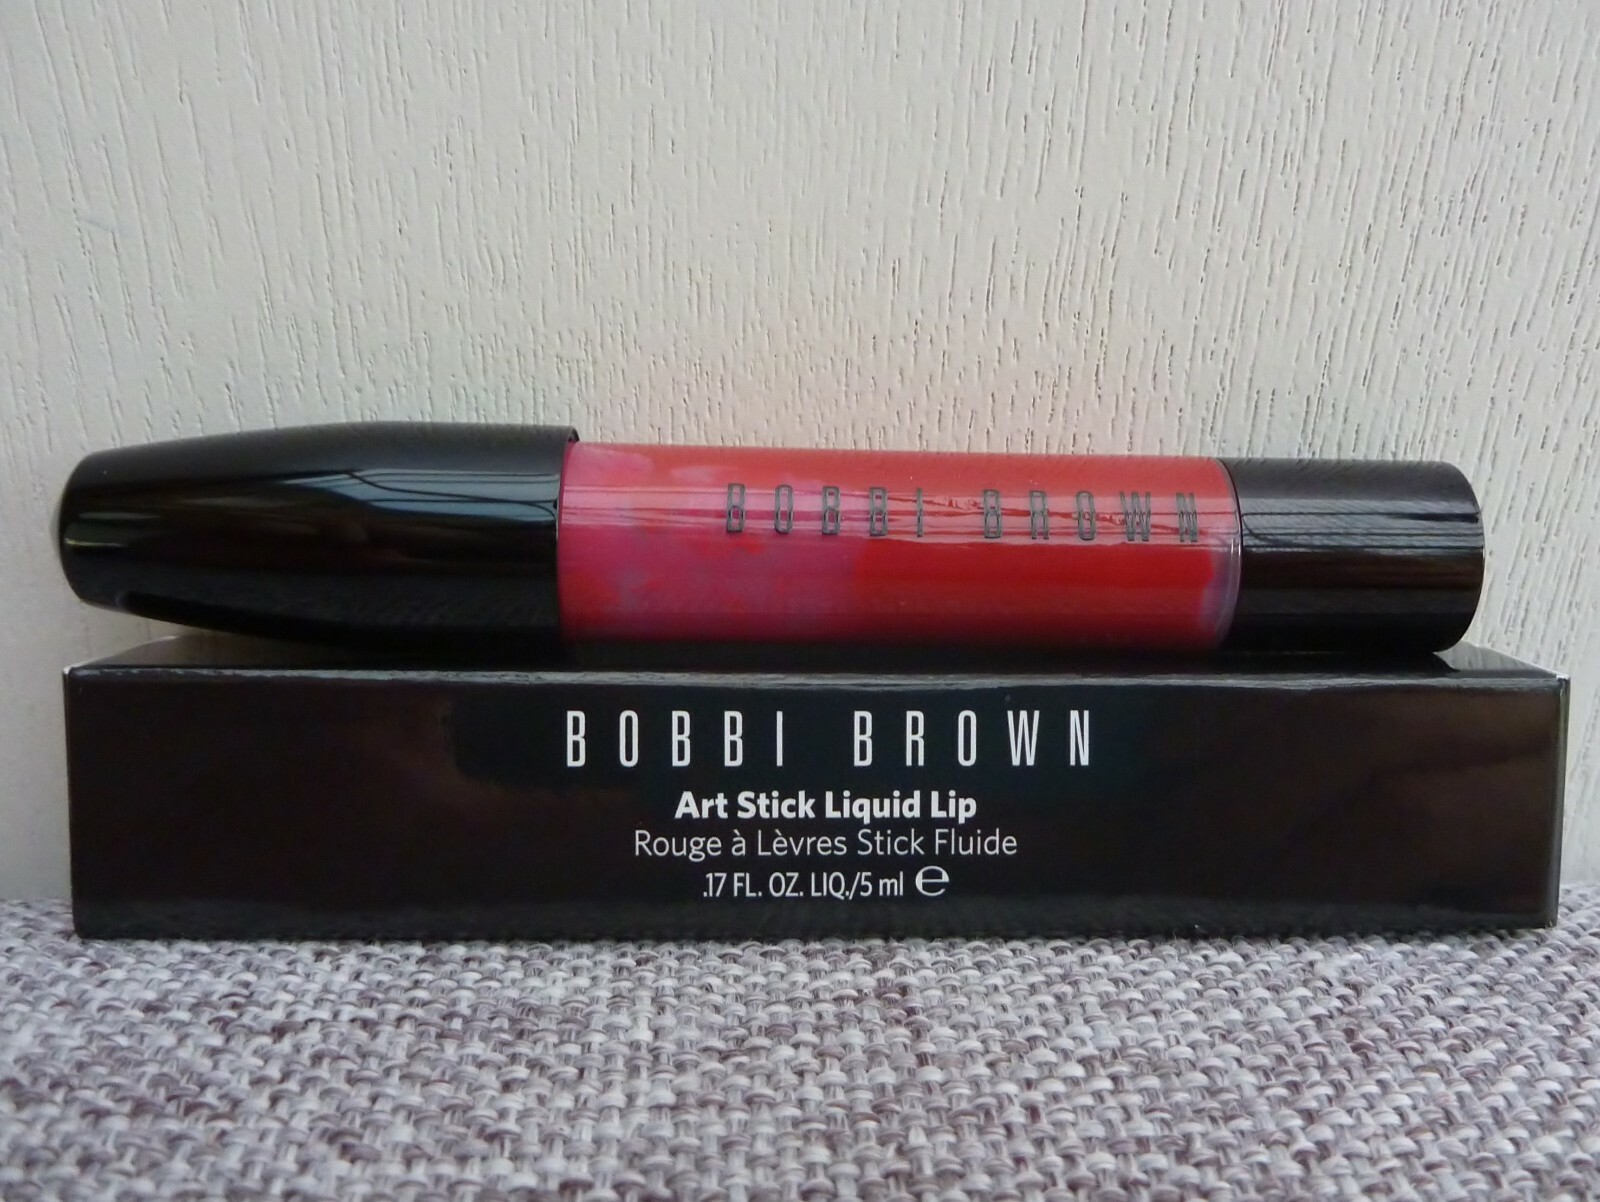 BOBBI BROWN
BOBBI BROWN
Art Stick Liquid Lip
Rouge à Lèvres Stick Fluide
.17 FL. OZ. LIQ./5 ml ℮